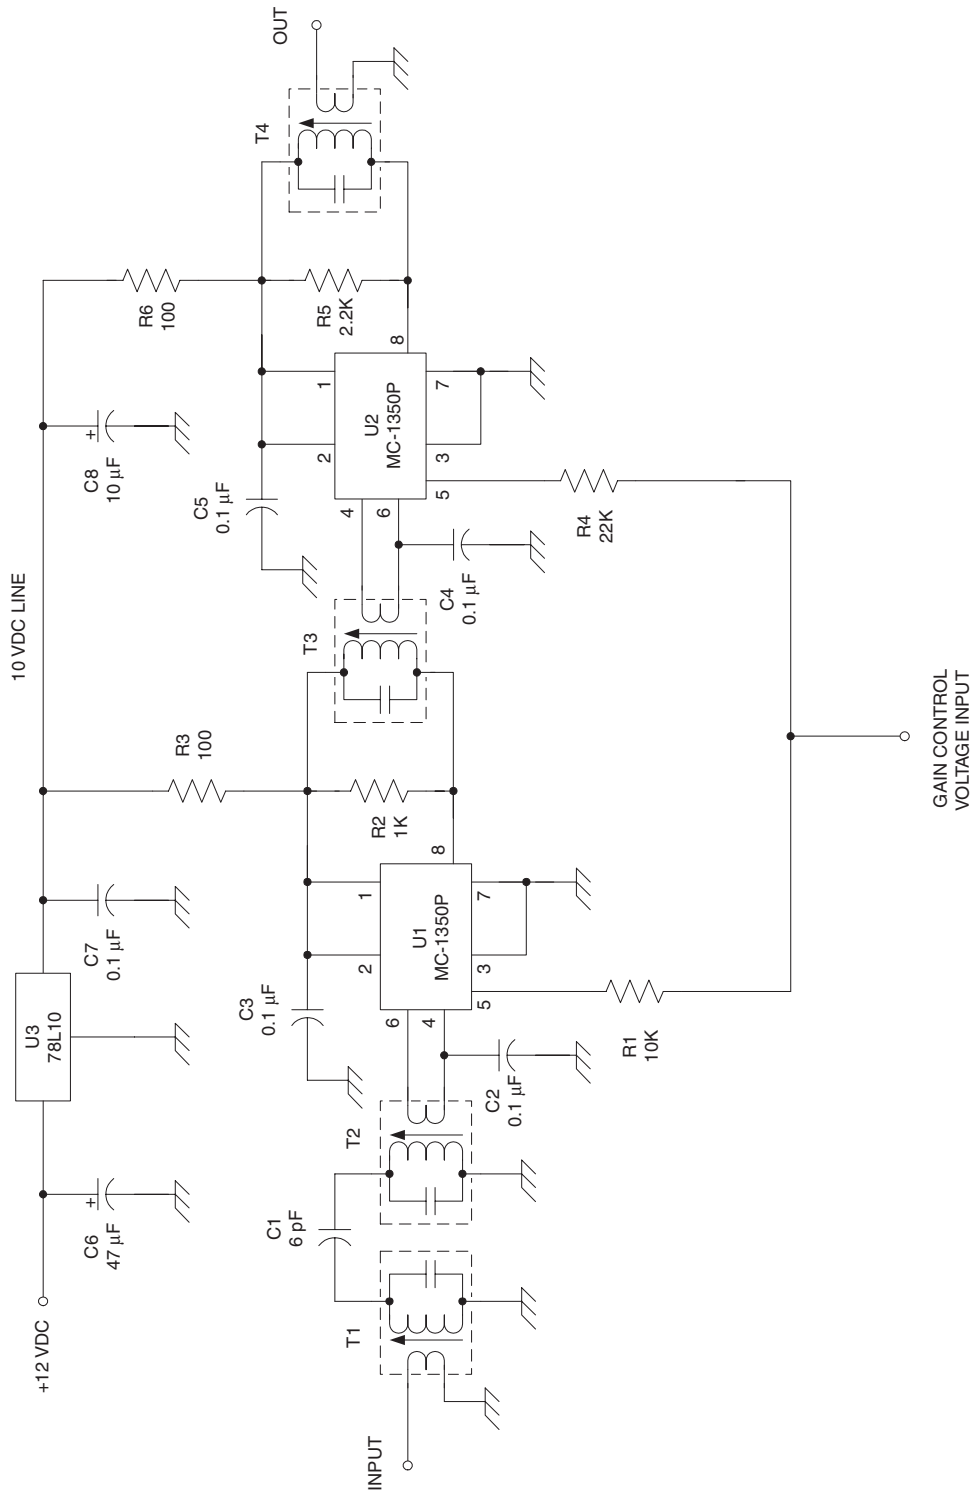 +12 VDC
C6
47 µF
U3
78L10
C7
0.1 µF
10 VDC LINE
C8
10 µF
+
+
R3
100
R6
100
INPUT
T1
C1
6 pF
T2
C2
0.1 µF
C3
0.1 µF
U1
MC-1350P
6
4
2
1
5
3
7
8
R2
1K
T3
C4
0.1 µF
C5
0.1 µF
U2
MC-1350P
4
6
2
1
5
3
7
8
R5
2.2K
T4
OUT
R1
10K
R4
22K
GAIN CONTROL
VOLTAGE INPUT